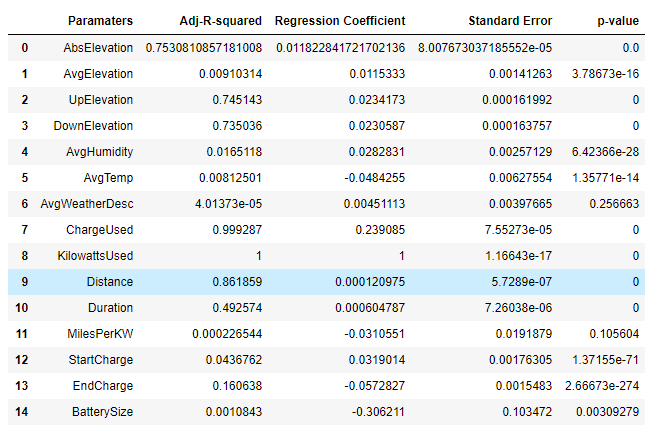 Paramaters Adj-R-squared Regression Coefficient Standard Error p-value
0 AbsElevation 0.7530810857181008 0.011822841721702136 8.007673037185552e-05 0.0
1 AvgElevation 0.00910314 0.0115333 0.00141263 3.78673e-16
2 UpElevation 0.745143 0.0234173 0.000161992 0
3 DownElevation 0.735036 0.0230587 0.000163757 0
4 AvgHumidity 0.0165118 0.0282831 0.00257129 6.42366e-28
5 AvgTemp 0.00812501 -0.0484255 0.00627554 1.35771e-14
6 AvgWeatherDesc 4.01373e-05 0.00451113 0.00397665 0.256663
7 ChargeUsed 0.999287 0.239085 7.55273e-05 0
8 KilowattsUsed 1 1 1.16643e-17 0
9 Distance 0.861859 0.000120975 5.7289e-07 0
10 Duration 0.492574 0.000604787 7.26038e-06 0
11 MilesPerKW 0.000226544 -0.0310551 0.0191879 0.105604
12 StartCharge 0.0436762 0.0319014 0.00176305 1.37155e-71
13 EndCharge 0.160638 -0.0572827 0.0015483 2.66673e-274
14 BatterySize 0.0010843 -0.306211 0.103472 0.00309279